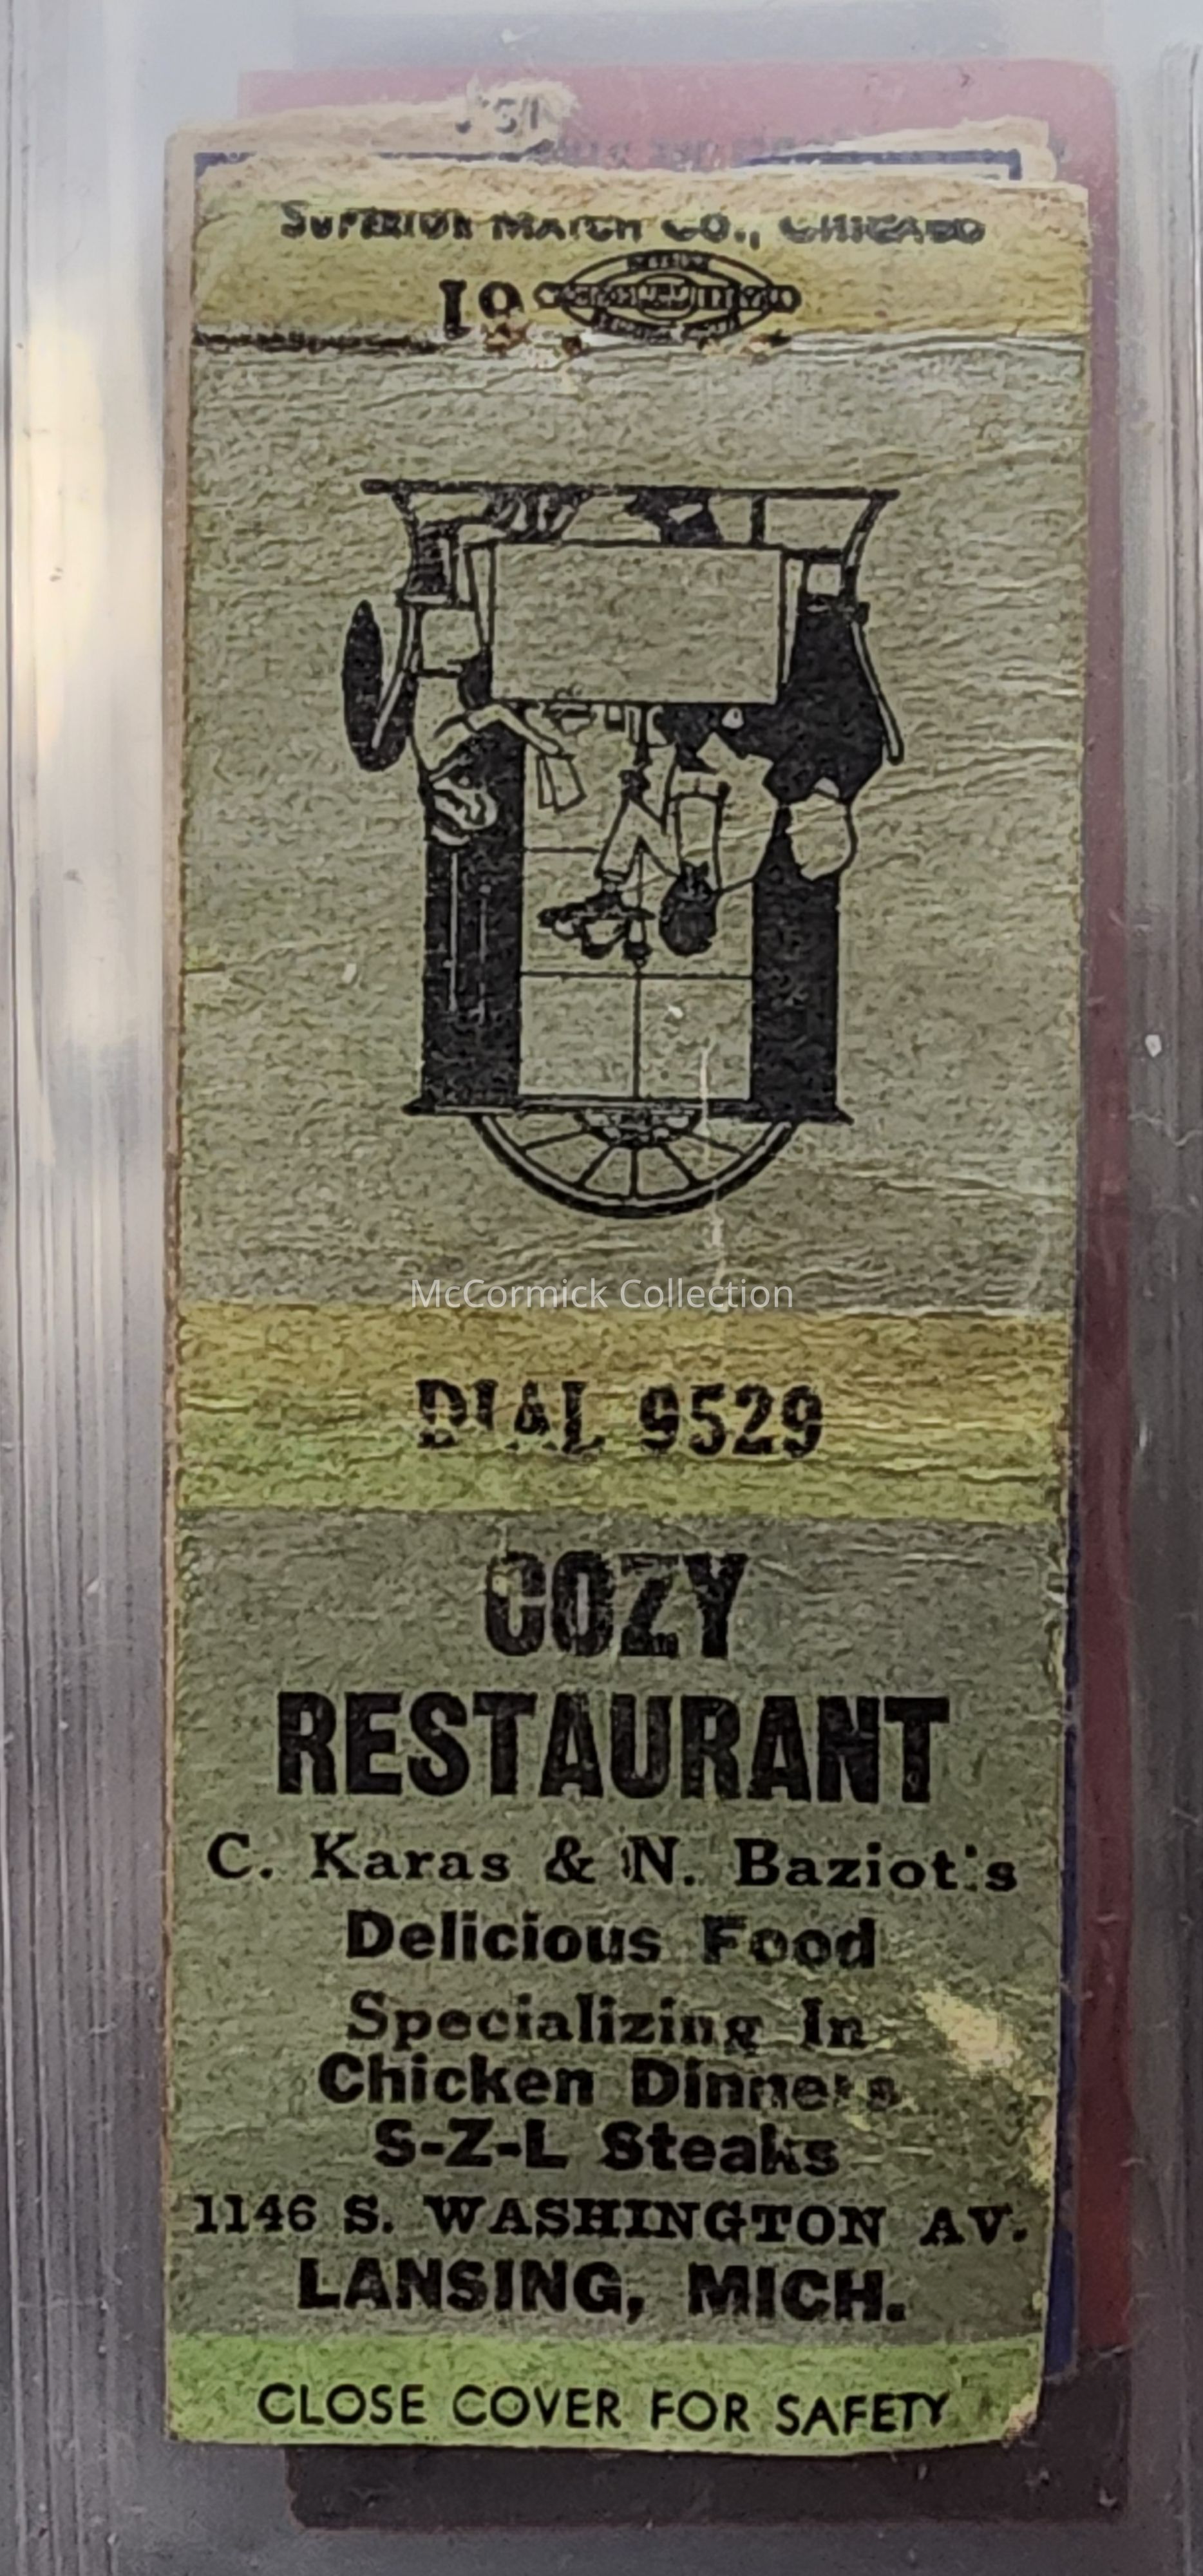 SUPERIOR MATCH CO., CHICAGO
McCormick Collection
DIAL 9529
COZY
RESTAURANT
C. Karas & N. Baziot's
Delicious Food
Specializing In
Chicken Dinners
S-Z-L Steaks
1146 S. WASHINGTON AV.
LANSING, MICH.
CLOSE COVER FOR SAFETY